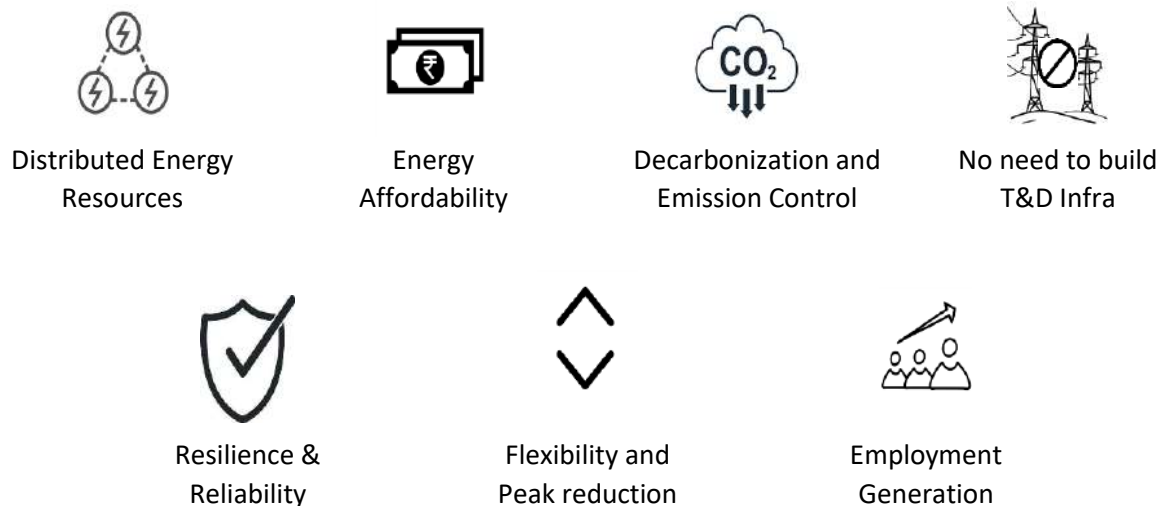 ₹
CO₂
Distributed Energy
Resources
Energy
Affordability
Decarbonization and
Emission Control
No need to build
T&D Infra
Resilience &
Reliability
Flexibility and
Peak reduction
Employment
Generation